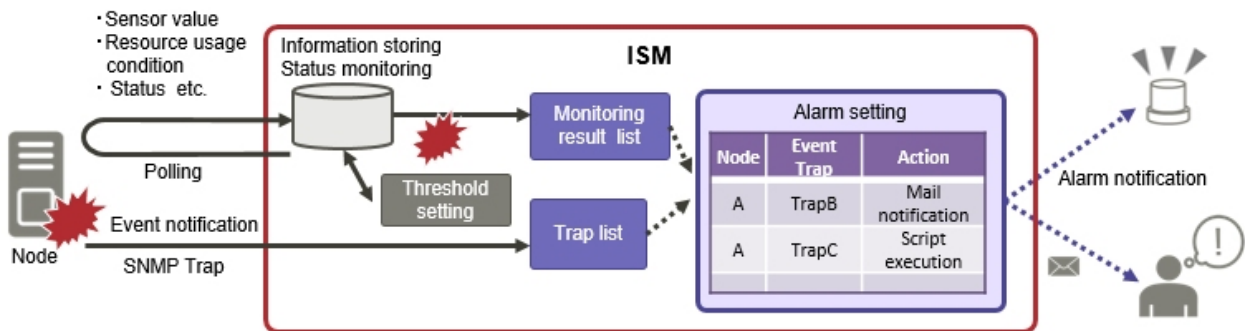 ・Sensor value
・Resource usage
condition
・ Status etc.
Information storing
Status monitoring
ISM
Polling
Threshold
setting
Monitoring
result list
Event notification
SNMP Trap
Node
Trap list
Alarm setting
Node Event Trap Action
A TrapB Mail notification
A TrapC Script execution
Alarm notification
!